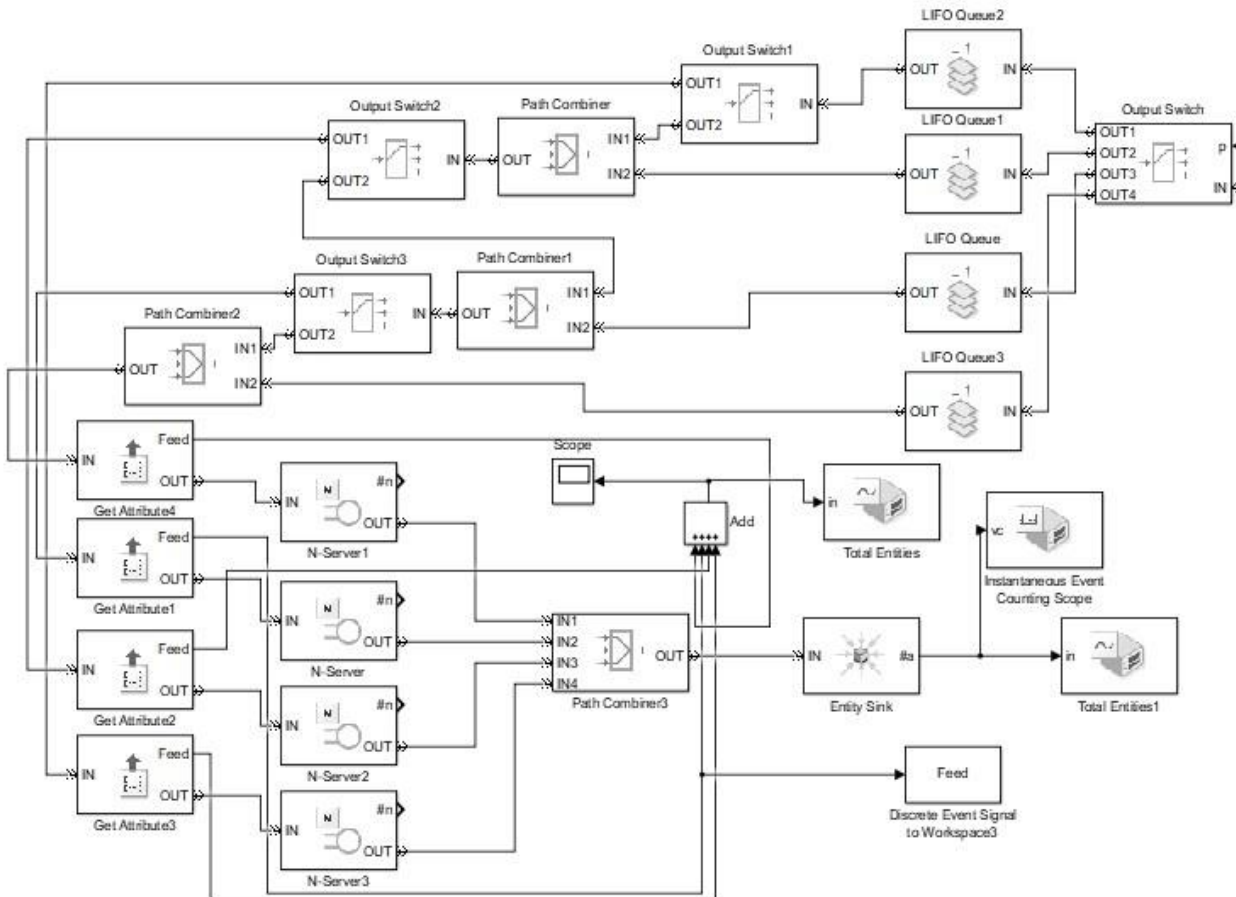 LIFO Queue2
OUT IN
Output Switch1
OUT1
OUT2
IN
Output Switch
OUT1
OUT2
OUT3
OUT4
p
IN
Output Switch2
OUT1
OUT2
IN
Path Combiner
OUT
IN1
IN2
LIFO Queue1
OUT IN
LIFO Queue
OUT IN
Output Switch3
OUT1
OUT2
IN
Path Combiner1
OUT
IN1
IN2
Path Combiner2
OUT
IN1
IN2
LIFO Queue3
OUT IN
IN
Feed
OUT
Get Attribute4
IN
Feed
OUT
Get Attribute1
IN
Feed
OUT
Get Attribute2
IN
Feed
OUT
Get Attribute3
N
#n
IN
OUT
N-Server1
N
#n
IN
OUT
N-Server
N
#n
IN
OUT
N-Server2
N
#n
IN
OUT
N-Server3
Scope
Add
in
Total Entities
vc
Instantaneous Event
Counting Scope
IN1
IN2
IN3
IN4
OUT
Path Combiner3
IN
#a
Entity Sink
in
Total Entities1
Feed
Discrete Event Signal
to Workspace3